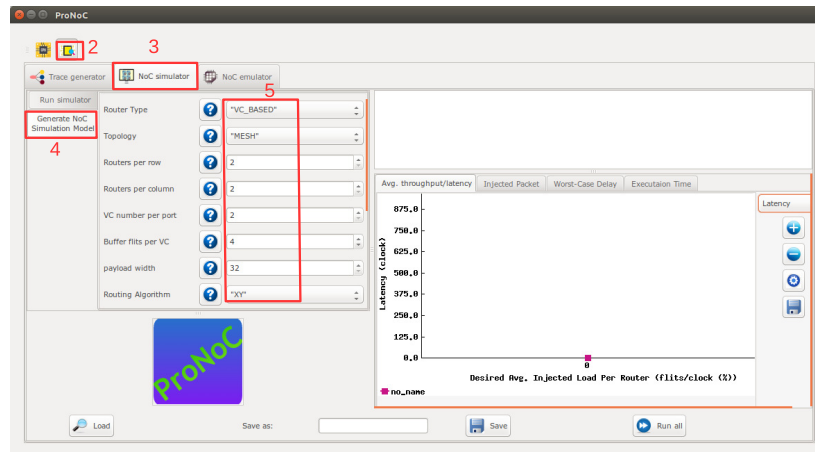 ProNoC
2
3
Trace generator
NoC simulator
NoC emulator
5
Run simulator
Generate NoC
Simulation Model
4
Router Type
"VC_BASED"
Topology
"MESH"
Routers per row
2
Routers per column
2
VC number per port
2
Buffer flits per VC
4
payload width
32
Routing Algorithm
"XY"
Avg. throughput/latency
Injected Packet
Worst-Case Delay
Executaion Time
Latency
Latency (clock)
875,0
750,0
625,0
500,0
375,0
250,0
125,0
0,0
0
Desired Avg. Injected Load Per Router (flits/clock (%))
no_name
ProNoC
Load
Save as:
Save
Run all